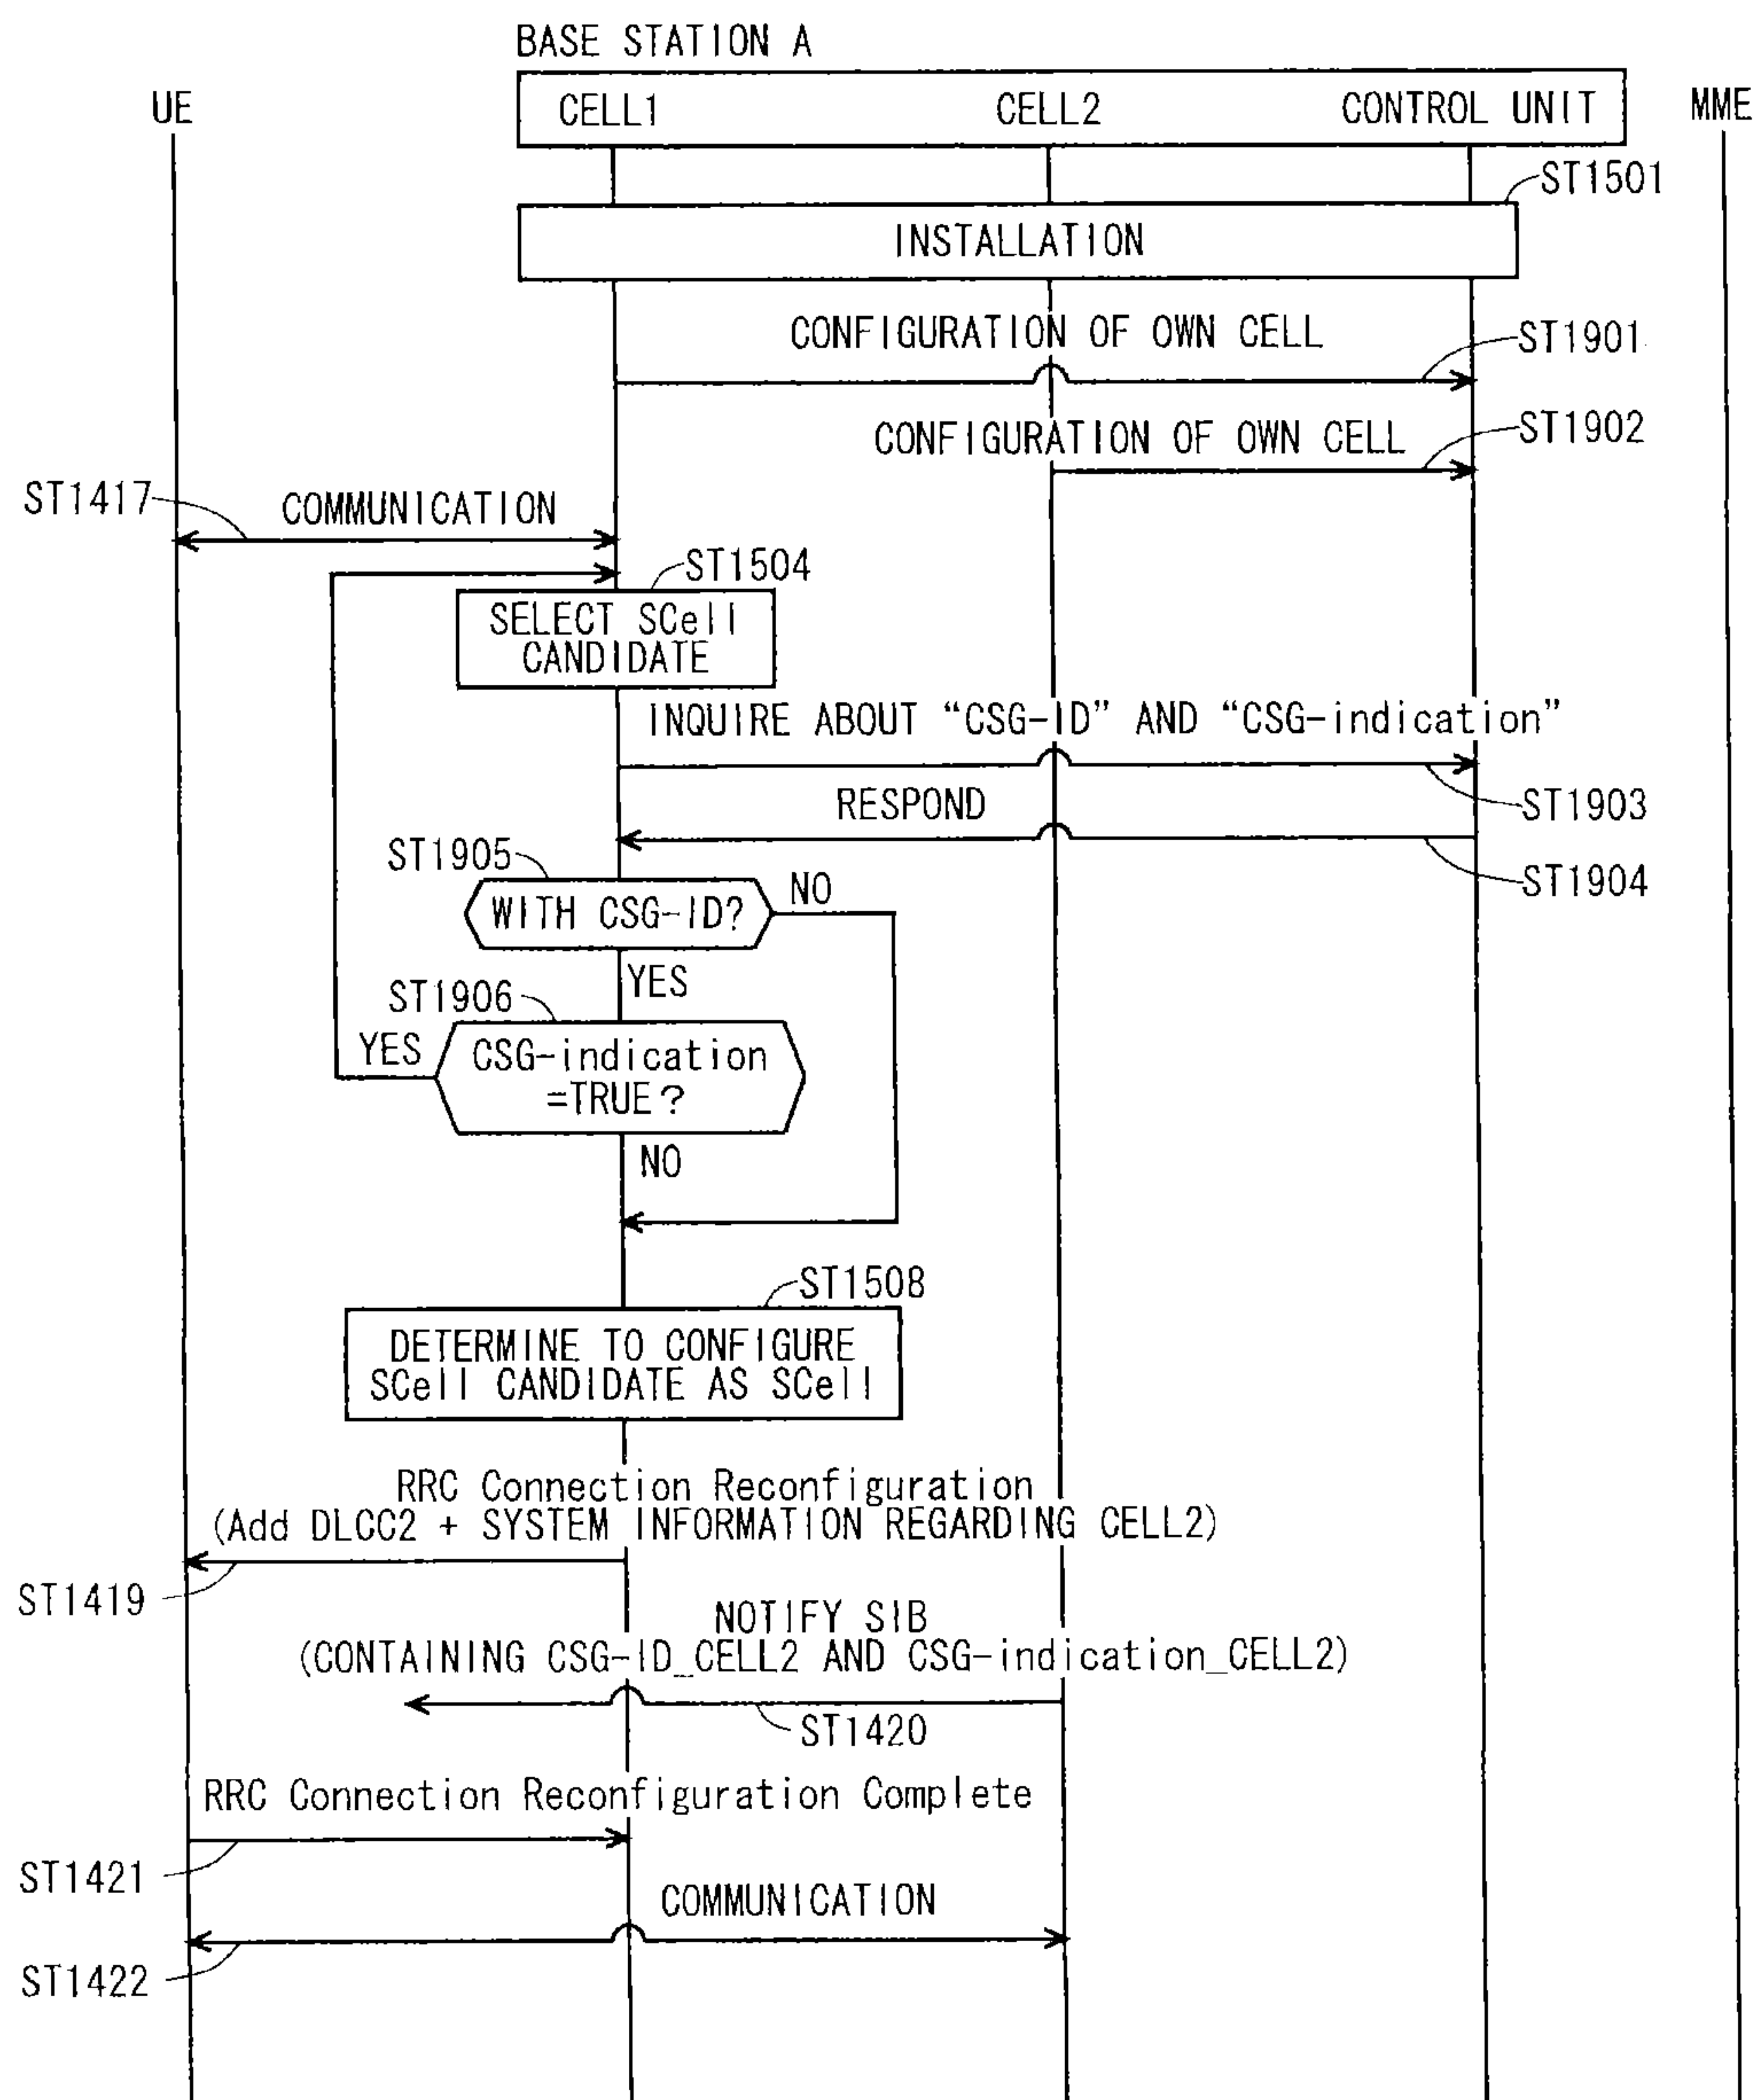 BASE STATION A
UE
CELL1
CELL2
CONTROL UNIT
MME
ST1501
INSTALLATION
CONFIGURATION OF OWN CELL
ST1901
CONFIGURATION OF OWN CELL
ST1902
ST1417
COMMUNICATION
ST1504
SELECT SCell
CANDIDATE
INQUIRE ABOUT “CSG-ID” AND “CSG-indication”
ST1903
RESPOND
ST1904
ST1905
WITH CSG-ID?
NO
YES
ST1906
YES
CSG-indication
=TRUE?
NO
ST1508
DETERMINE TO CONFIGURE
SCell CANDIDATE AS SCell
RRC Connection Reconfiguration
(Add DLCC2 + SYSTEM INFORMATION REGARDING CELL2)
ST1419
NOTIFY SIB
(CONTAINING CSG-ID_CELL2 AND CSG-indication_CELL2)
ST1420
RRC Connection Reconfiguration Complete
ST1421
COMMUNICATION
ST1422